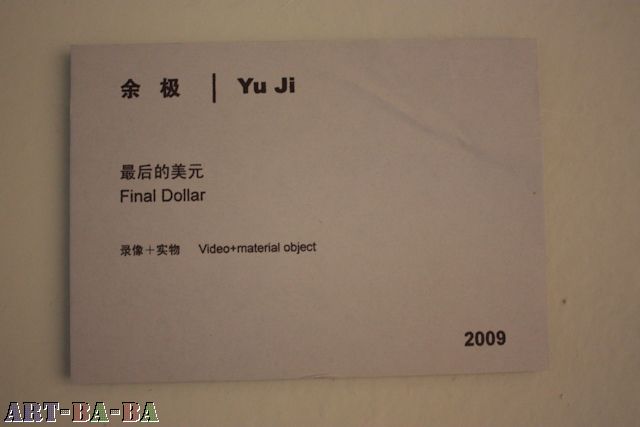 余 极 | Yu Ji
最后的美元
Final Dollar
录像＋实物 Video+material object
2009
ART-BA-BA